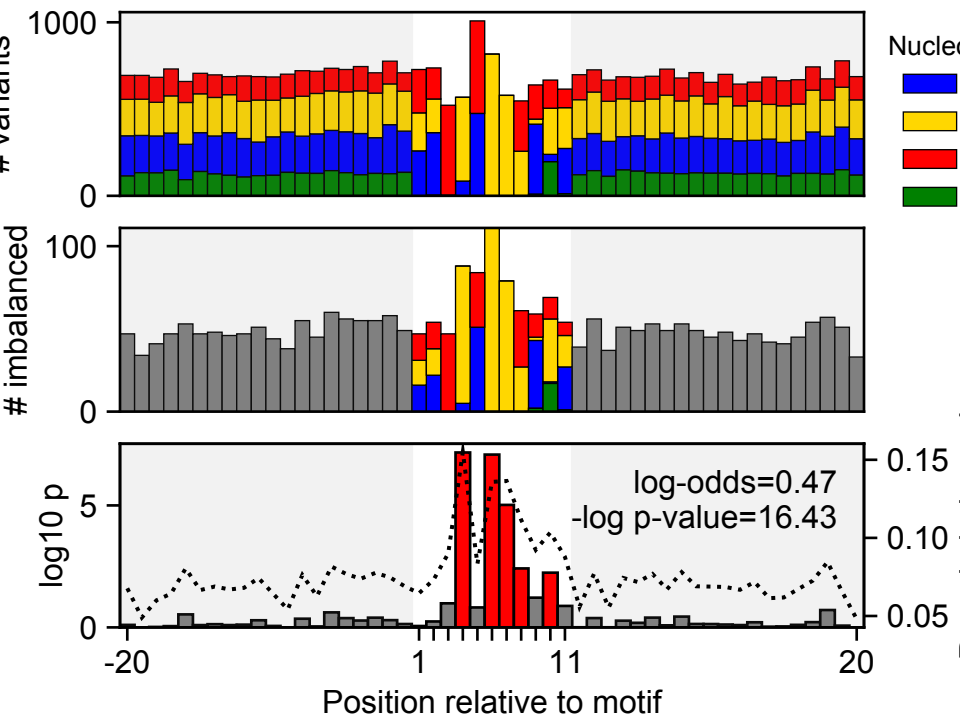 1000
0
# variants
Nucleo
100
0
# imbalanced
log-odds=0.47
-log p-value=16.43
5
0
log10 p
0.15
0.10
0.05
-20
1
11
20
Position relative to motif